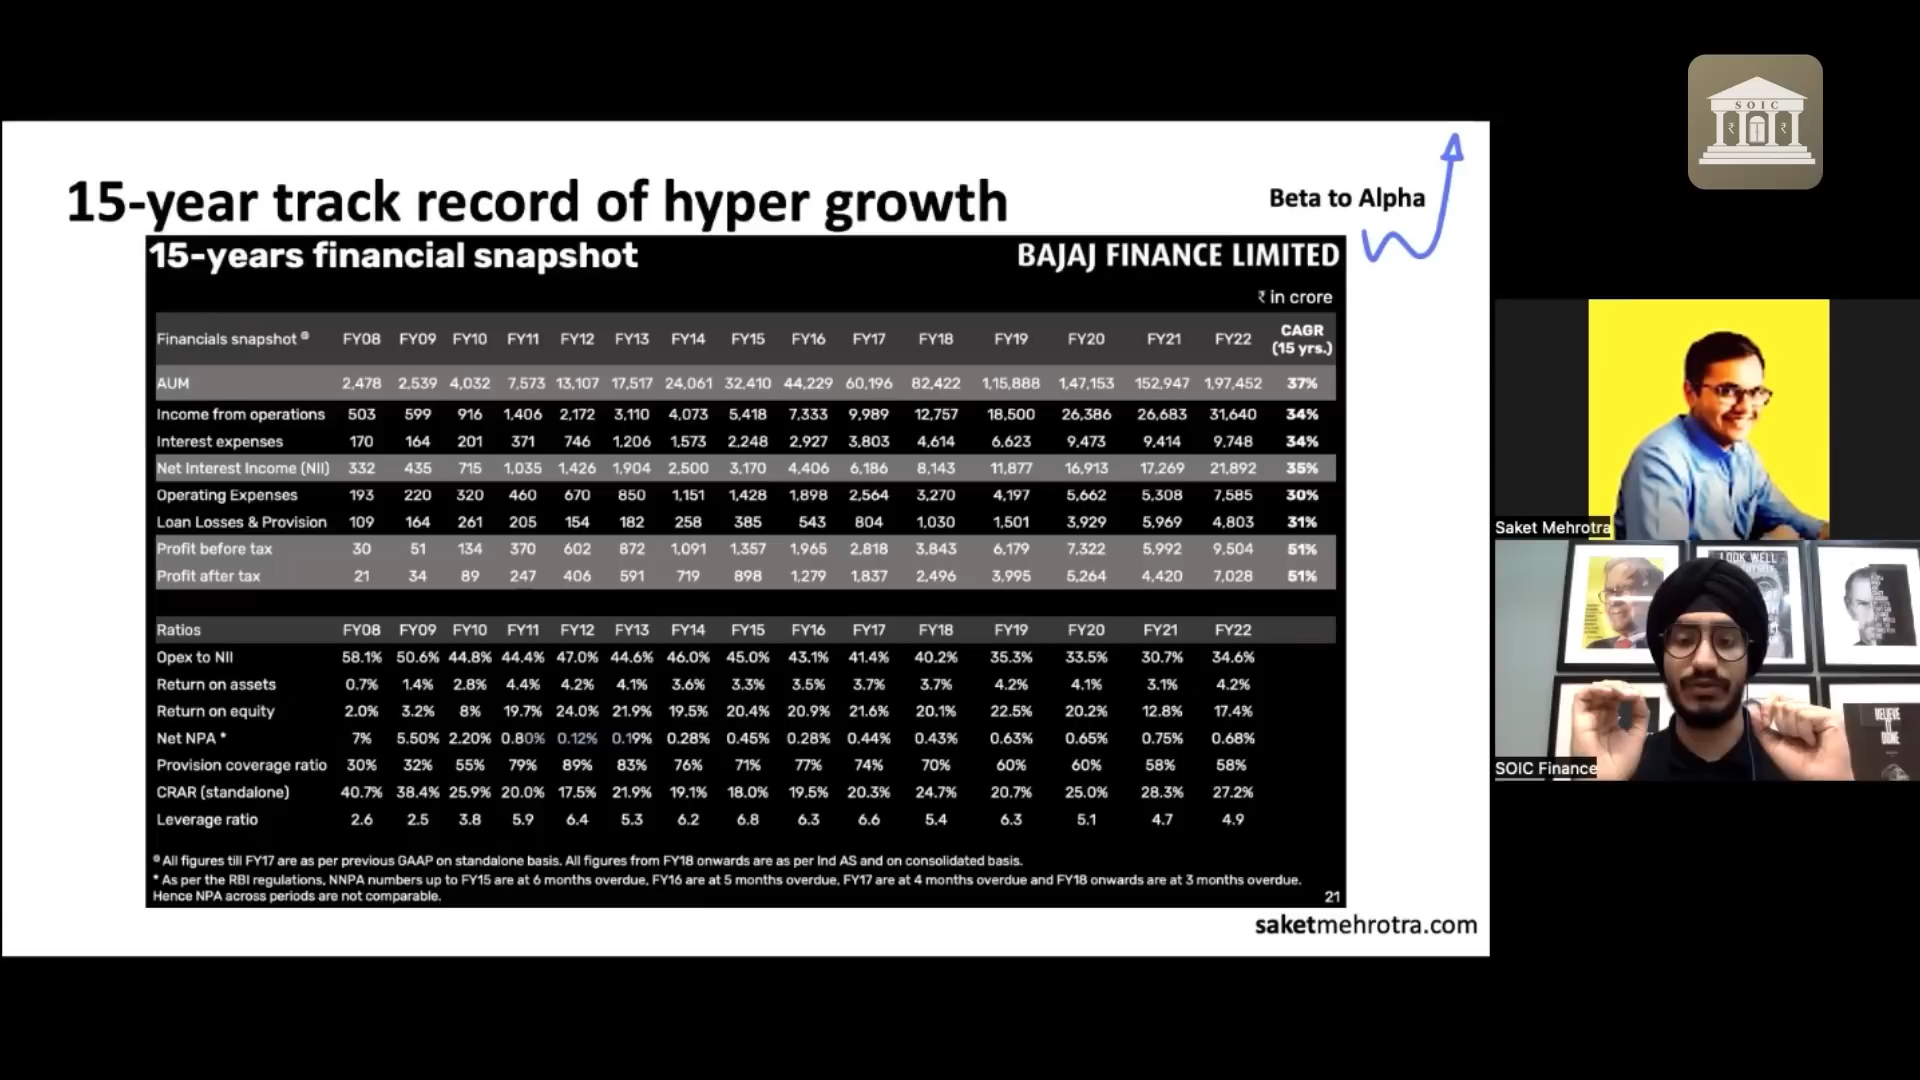 SOIC
15-year track record of hyper growth
Beta to Alpha
15-years financial snapshot BAJAJ FINANCE LIMITED
₹ in crore
Financials snapshot @ FY08 FY09 FY10 FY11 FY12 FY13 FY14 FY15 FY16 FY17 FY18 FY19 FY20 FY21 FY22 CAGR (15 yrs.)
AUM 2,478 2,539 4,032 7,573 13,107 17,517 24,061 32,410 44,229 60,196 82,422 1,15,888 1,47,153 152,947 1,97,452 37%
Income from operations 503 599 916 1,406 2,172 3,110 4,073 5,418 7,333 9,989 12,757 18,500 26,386 26,683 31,640 34%
Interest expenses 170 164 201 371 746 1,206 1,573 2,248 2,927 3,803 4,614 6,623 9,473 9,414 9,748 34%
Net Interest Income (NII) 332 435 715 1,035 1,426 1,904 2,500 3,170 4,406 6,186 8,143 11,877 16,913 17,269 21,892 35%
Operating Expenses 193 220 320 460 670 850 1,151 1,428 1,898 2,564 3,270 4,197 5,662 5,308 7,585 30%
Loan Losses & Provision 109 164 261 205 154 182 258 385 543 804 1,030 1,501 3,929 5,969 4,803 31%
Profit before tax 30 51 134 370 602 872 1,091 1,357 1,965 2,818 3,843 6,179 7,322 5,992 9,504 51%
Profit after tax 21 34 89 247 406 591 719 898 1,279 1,837 2,496 3,995 5,264 4,420 7,028 51%
Ratios FY08 FY09 FY10 FY11 FY12 FY13 FY14 FY15 FY16 FY17 FY18 FY19 FY20 FY21 FY22
Opex to NII 58.1% 50.6% 44.8% 44.4% 47.0% 44.6% 46.0% 45.0% 43.1% 41.4% 40.2% 35.3% 33.5% 30.7% 34.6%
Return on assets 0.7% 1.4% 2.8% 4.4% 4.2% 4.1% 3.6% 3.3% 3.5% 3.7% 3.7% 4.2% 4.1% 3.1% 4.2%
Return on equity 2.0% 3.2% 8% 19.7% 24.0% 21.9% 19.5% 20.4% 20.9% 21.6% 20.1% 22.5% 20.2% 12.8% 17.4%
Net NPA * 7% 5.50% 2.20% 0.80% 0.12% 0.19% 0.28% 0.45% 0.28% 0.44% 0.43% 0.63% 0.65% 0.75% 0.68%
Provision coverage ratio 30% 32% 55% 79% 89% 83% 76% 71% 77% 74% 70% 60% 60% 58% 58%
CRAR (standalone) 40.7% 38.4% 25.9% 20.0% 17.5% 21.9% 19.1% 18.0% 19.5% 20.3% 24.7% 20.7% 25.0% 28.3% 27.2%
Leverage ratio 2.6 2.5 3.8 5.9 6.4 5.3 6.2 6.8 6.3 6.6 5.4 6.3 5.1 4.7 4.9
@ All figures till FY17 are as per previous GAAP on standalone basis. All figures from FY18 onwards are as per Ind AS and on consolidated basis.
* As per the RBI regulations, NNPA numbers up to FY15 are at 6 months overdue, FY16 are at 5 months overdue, FY17 are at 4 months overdue and FY18 onwards are at 3 months overdue.
Hence NPA across periods are not comparable.
21
saketmehrotra.com
Saket Mehrotra
LOOK WELL
BELIEVE
DONE
SOIC Finance